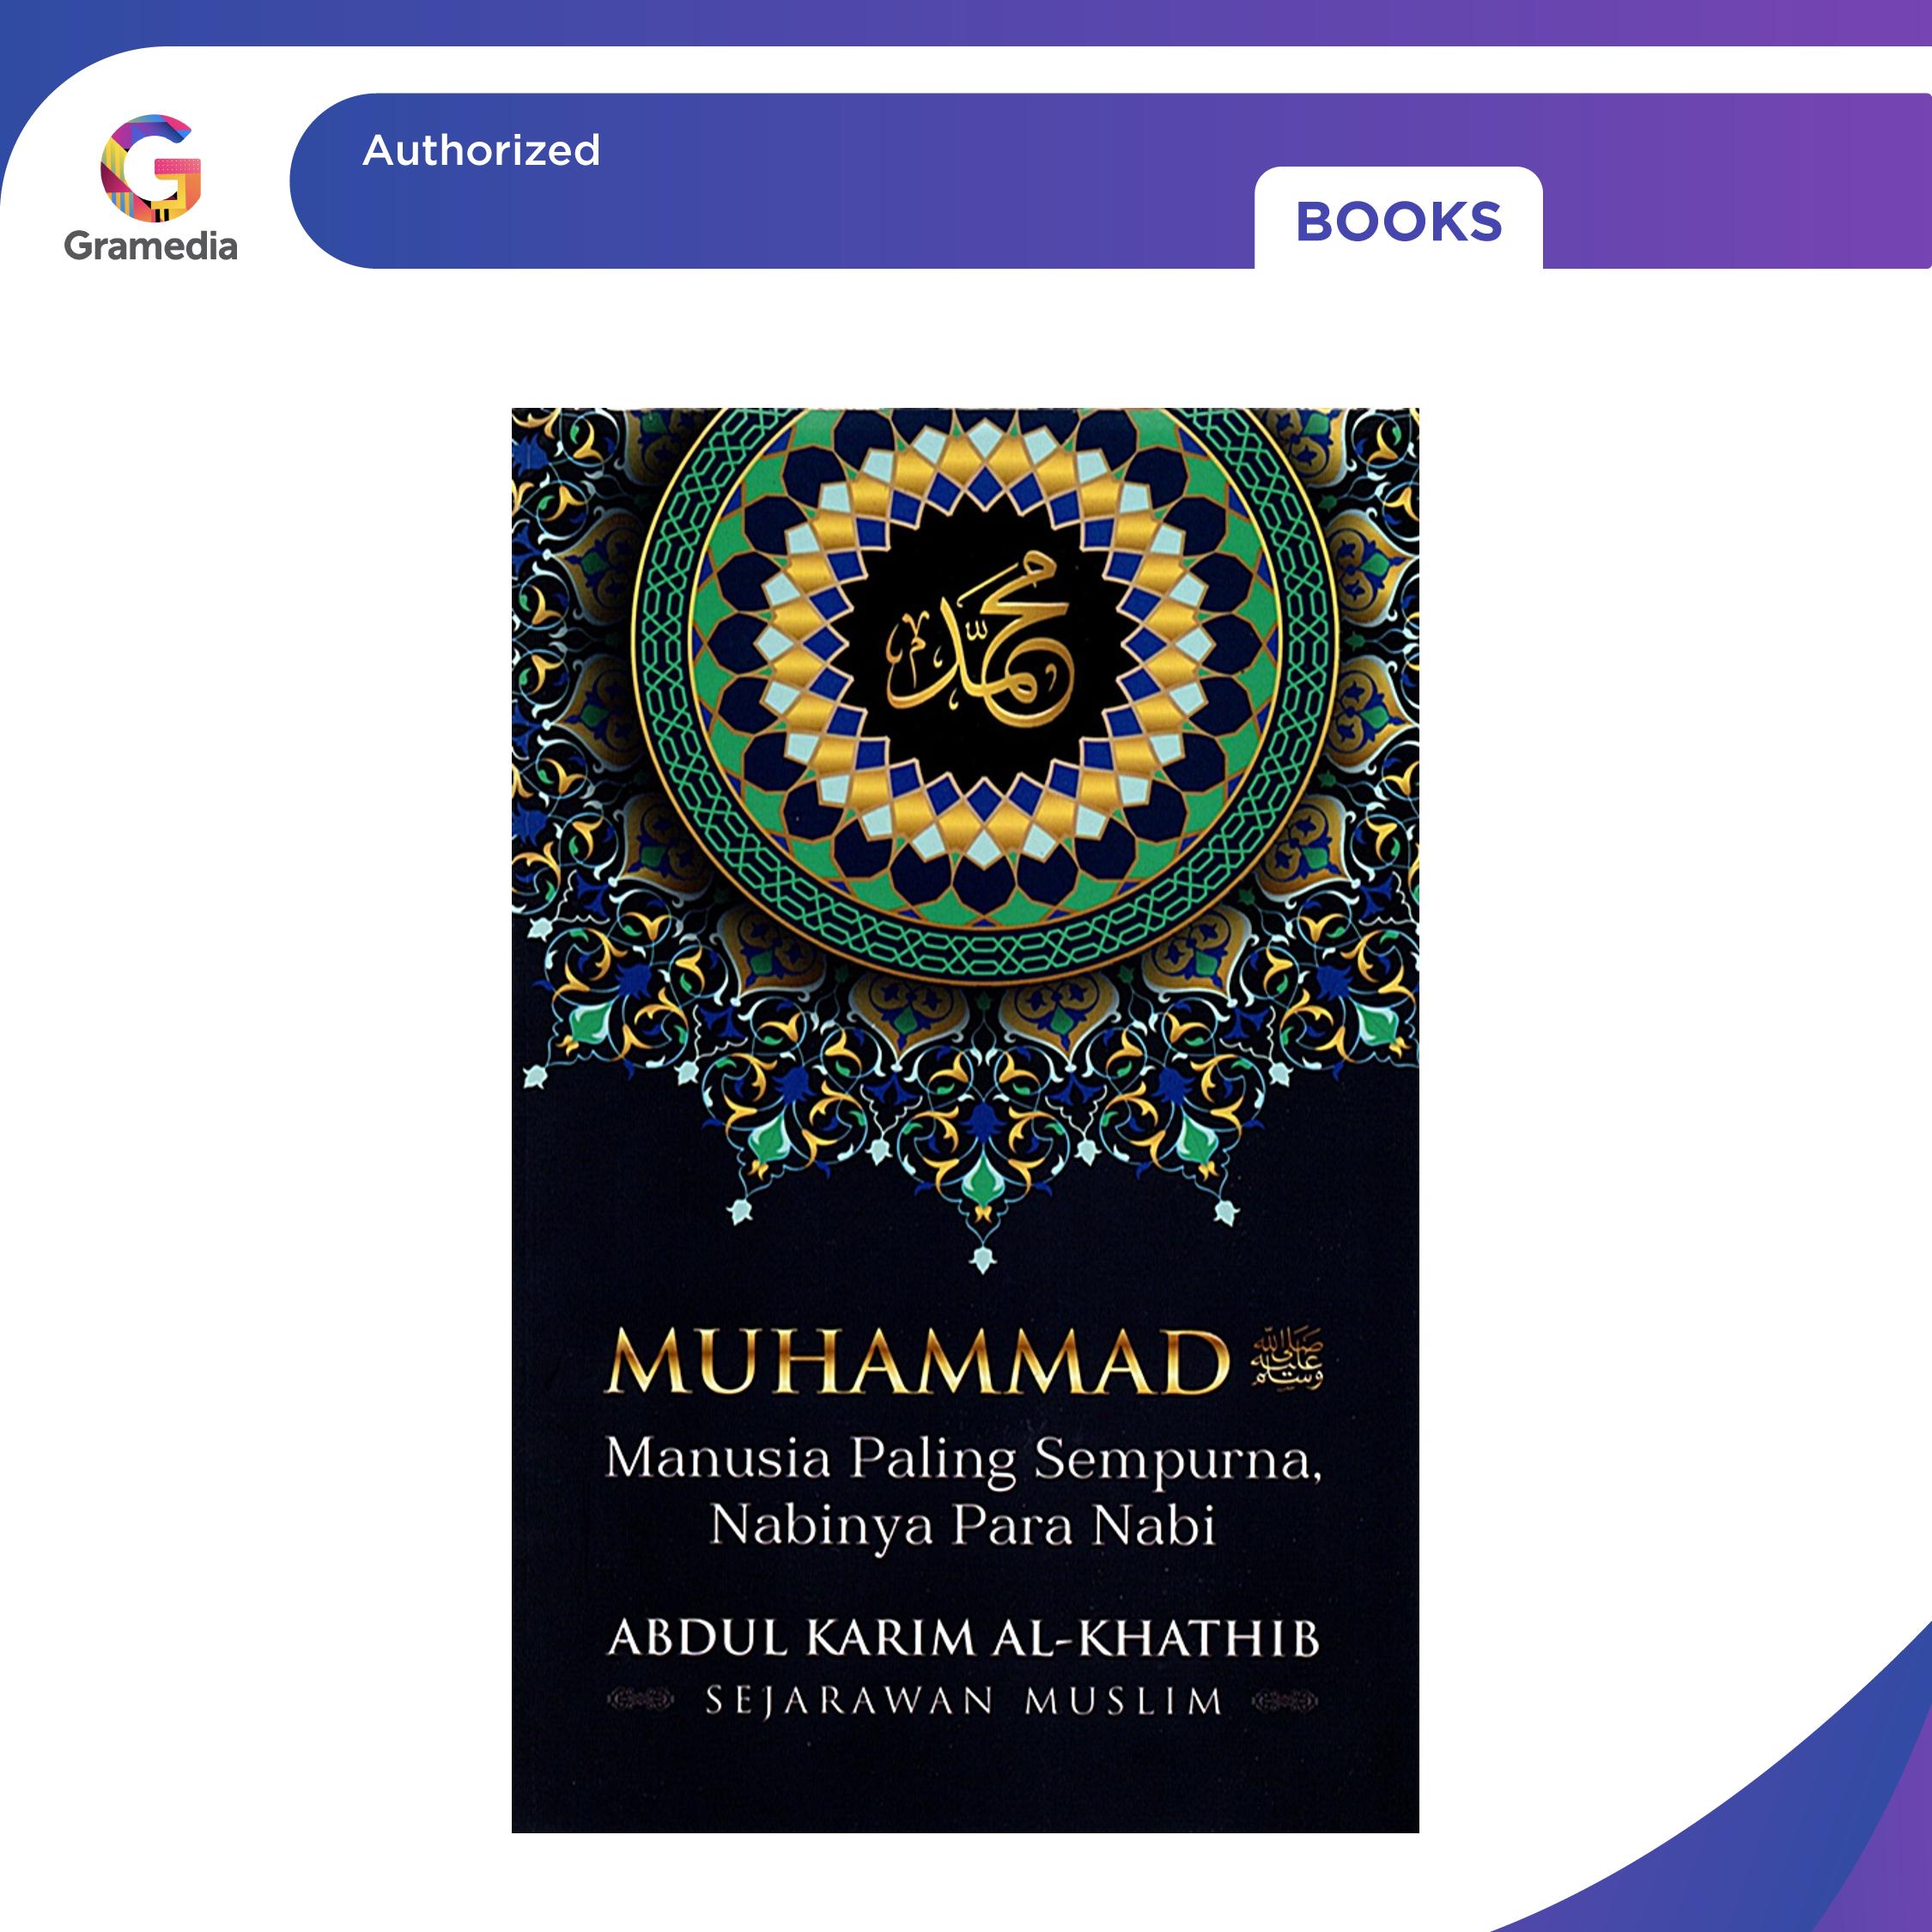 Gramedia
Authorized
BOOKS
محمد
MUHAMMAD ﷺ
Manusia Paling Sempurna,
Nabinya Para Nabi
ABDUL KARIM AL-KHATHIB
SEJARAWAN MUSLIM